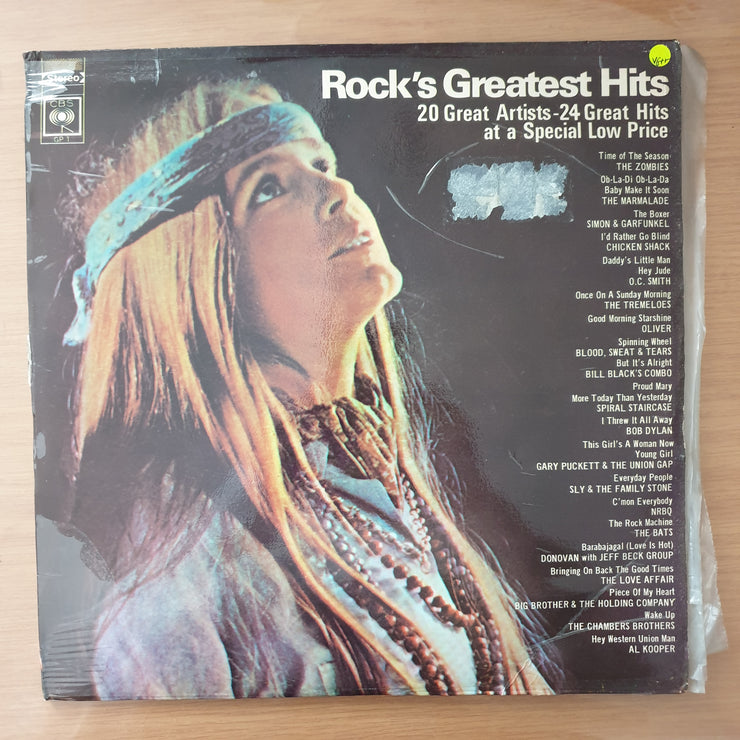 Stereo
CBS
GP 1
Rock's Greatest Hits
20 Great Artists-24 Great Hits
at a Special Low Price
Time of The Season
THE ZOMBIES
Ob-La-Di Ob-La-Da
Baby Make It Soon
THE MARMALADE
The Boxer
SIMON & GARFUNKEL
I'd Rather Go Blind
CHICKEN SHACK
Daddy's Little Man
Hey Jude
O.C. SMITH
Once On A Sunday Morning
THE TREMELOES
Good Morning Starshine
OLIVER
Spinning Wheel
BLOOD, SWEAT & TEARS
But It's Alright
BILL BLACK'S COMBO
Proud Mary
More Today Than Yesterday
SPIRAL STAIRCASE
I Threw It All Away
BOB DYLAN
This Girl's A Woman Now
Young Girl
GARY PUCKETT & THE UNION GAP
Everyday People
SLY & THE FAMILY STONE
C'mon Everybody
NRBQ
The Rock Machine
THE BATS
Barabajagal (Love Is Hot)
DONOVAN with JEFF BECK GROUP
Bringing On Back The Good Times
THE LOVE AFFAIR
Piece Of My Heart
BIG BROTHER & THE HOLDING COMPANY
Wake Up
THE CHAMBERS BROTHERS
Hey Western Union Man
AL KOOPER